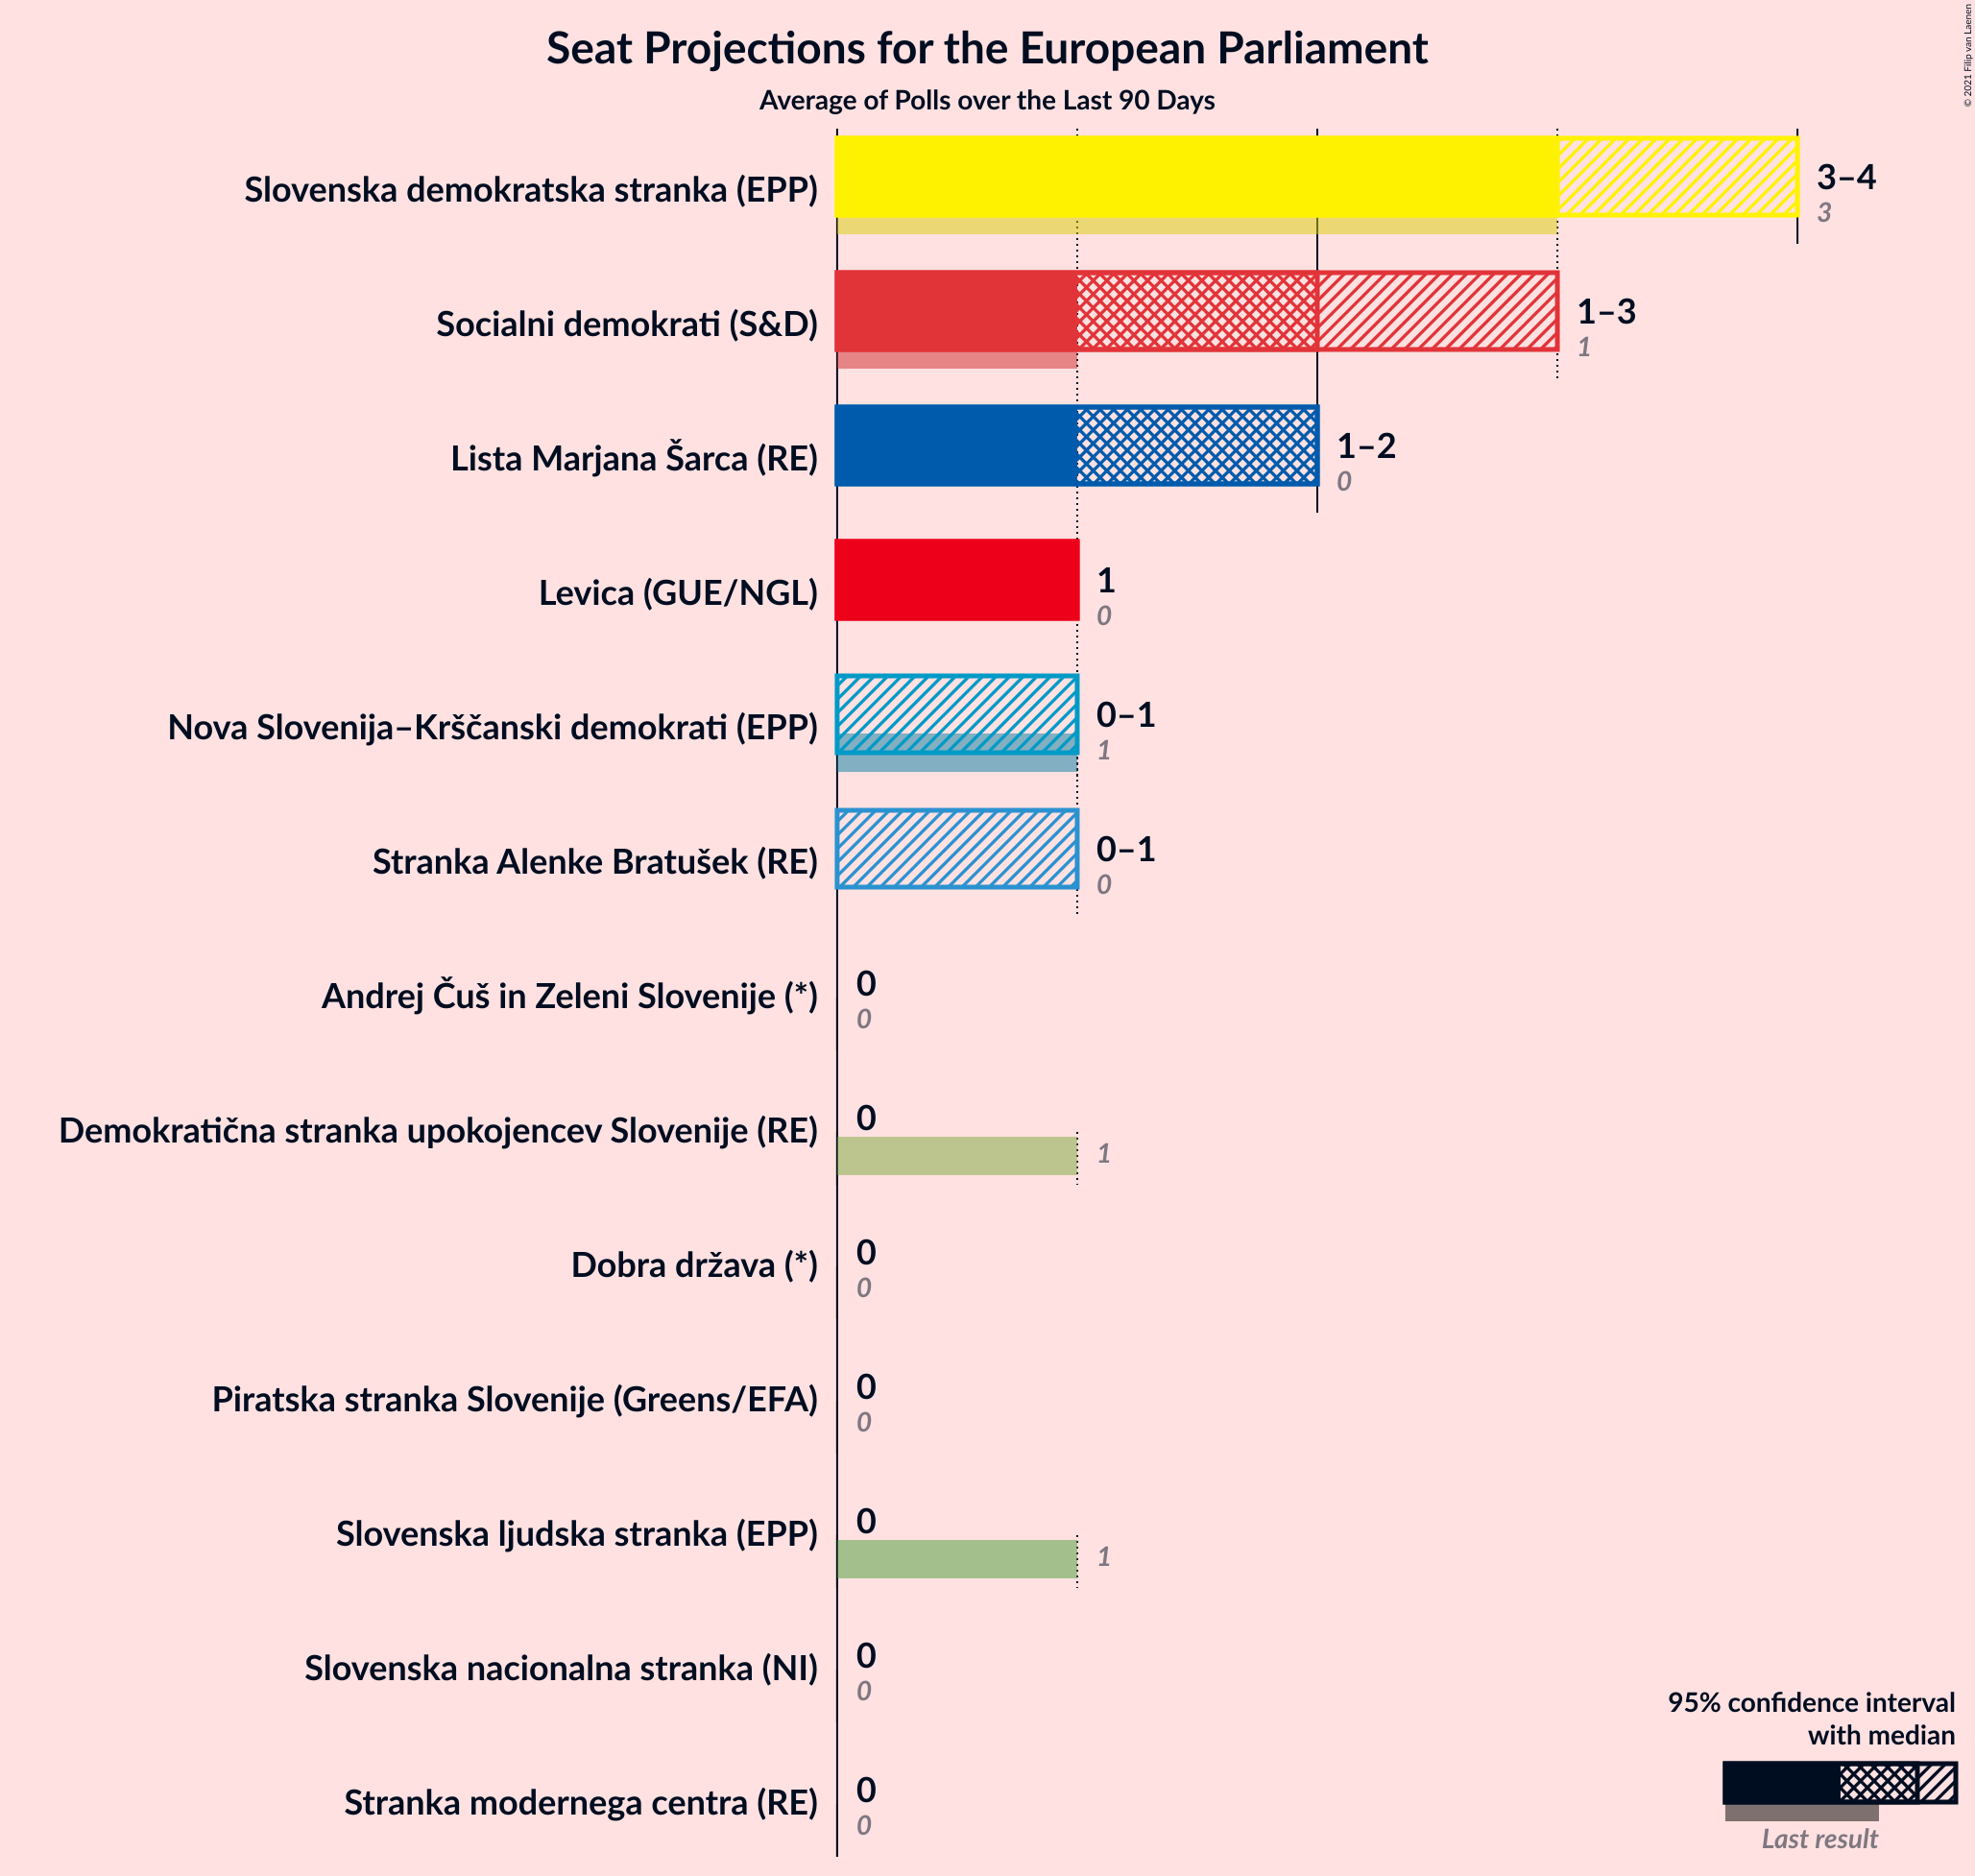 Seat Projections for the European Parliament
Average of Polls over the Last 90 Days
© 2021 Filip van Laenen
Slovenska demokratska stranka (EPP)
3–4
3
Socialni demokrati (S&D)
1–3
1
Lista Marjana Šarca (RE)
1–2
0
Levica (GUE/NGL)
1
0
Nova Slovenija–Krščanski demokrati (EPP)
0–1
1
Stranka Alenke Bratušek (RE)
0–1
0
Andrej Čuš in Zeleni Slovenije (*)
0
0
Demokratična stranka upokojencev Slovenije (RE)
0
1
Dobra država (*)
0
0
Piratska stranka Slovenije (Greens/EFA)
0
0
Slovenska ljudska stranka (EPP)
0
1
Slovenska nacionalna stranka (NI)
0
0
Stranka modernega centra (RE)
0
0
95% confidence interval
with median
Last result